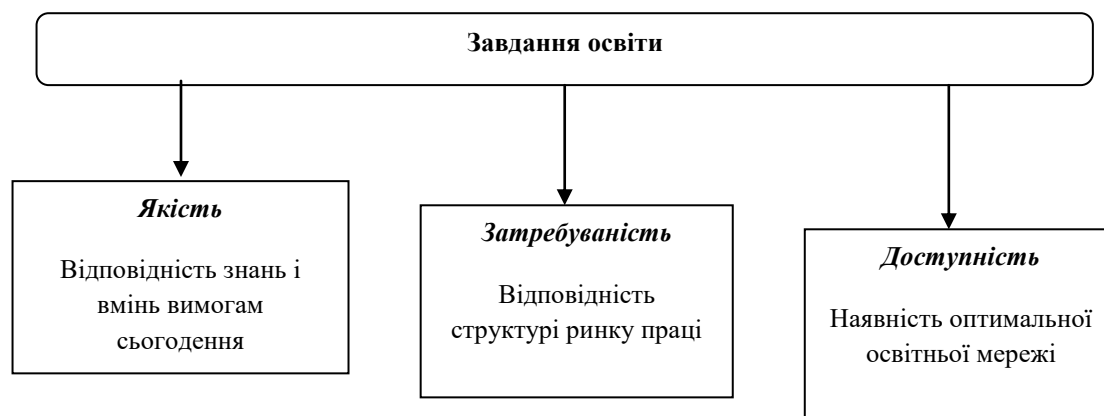 Завдання освіти
Якість
Відповідність знань і
вмінь вимогам
сьогодення
Затребуваність
Відповідність
структурі ринку праці
Доступність
Наявність оптимальної
освітньої мережі